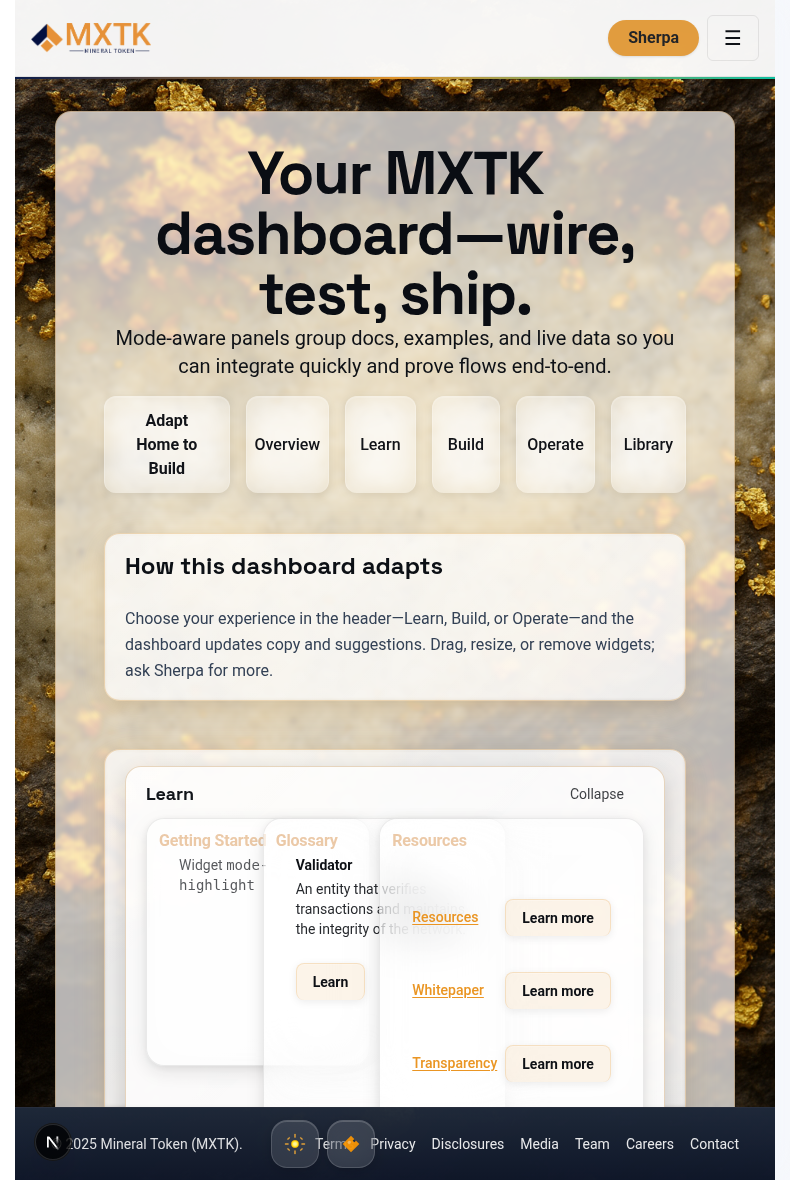 MXTK
MINERAL TOKEN
Sherpa
Your MXTK
dashboard—wire,
test, ship.
Mode-aware panels group docs, examples, and live data so you
can integrate quickly and prove flows end-to-end.
Adapt
Home to
Build
Overview
Learn
Build
Operate
Library
How this dashboard adapts
Choose your experience in the header—Learn, Build, or Operate—and the
dashboard updates copy and suggestions. Drag, resize, or remove widgets;
ask Sherpa for more.
Learn
Collapse
Getting Started
Widget mode-
highlight
Glossary
Validator
An entity that verifies
transactions and maintains
the integrity of the network.
Learn
Resources
Resources
Learn more
Whitepaper
Learn more
Transparency
Learn more
N
2025 Mineral Token (MXTK).
Terms
Privacy
Disclosures
Media
Team
Careers
Contact